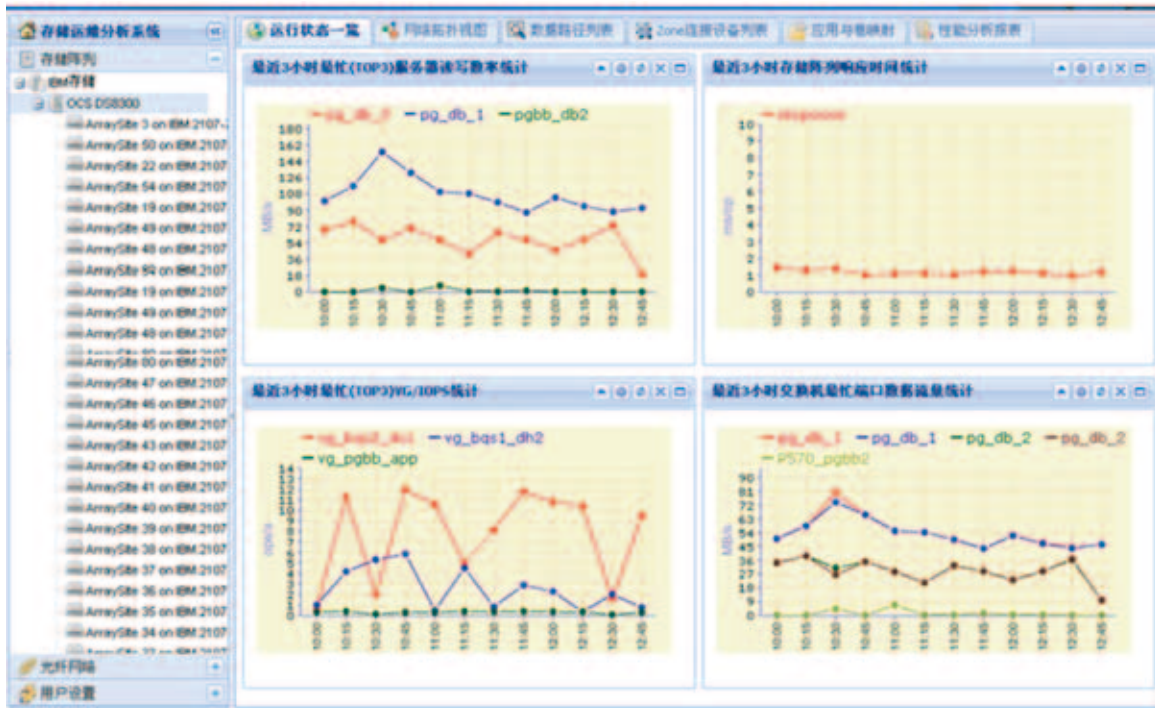 存储运维分析系统
存储阵列
IBM存储
OCS DS8300
ArraySite 3 on IBM.2107-
ArraySite 50 on IBM.2107
ArraySite 22 on IBM.2107
ArraySite 54 on IBM.2107
ArraySite 19 on IBM.2107
ArraySite 49 on IBM.2107
ArraySite 48 on IBM.2107
ArraySite on IBM.2107
ArraySite 19 on IBM.2107
ArraySite 49 on IBM.2107
ArraySite 48 on IBM.2107
ArraySite 80 on IBM.2107
ArraySite 47 on IBM.2107
ArraySite 46 on IBM.2107
ArraySite 45 on IBM.2107
ArraySite 43 on IBM.2107
ArraySite 42 on IBM.2107
ArraySite 41 on IBM.2107
ArraySite 40 on IBM.2107
ArraySite 39 on IBM.2107
ArraySite 38 on IBM.2107
ArraySite 37 on IBM.2107
ArraySite 36 on IBM.2107
ArraySite 35 on IBM.2107
ArraySite 34 on IBM.2107
光纤网络
用户设置
运行状态一览 网络拓扑视图 数据路径列表 Zone连接设备列表 应用与卷映射 性能分析报表
最近3小时最忙(TOP3)服务器读写数率统计
pg_db_1 pgbb_db2
180
162
144
126
108
90
72
54
36
18
0
MB/s
10:00 10:15 10:30 10:45 11:00 11:15 11:30 11:45 12:00 12:15 12:30 12:45
最近3小时存储阵列响应时间统计
10
9
8
7
6
5
4
3
2
1
0
10:00 10:15 10:30 10:45 11:00 11:15 11:30 11:45 12:00 12:15 12:30 12:45
最近3小时最忙(TOP3)VG/IOPS统计
vg_bqs1_dh2
vg_pgbb_app
10:00 10:15 10:30 10:45 11:00 11:15 11:30 11:45 12:00 12:15 12:30 12:45
最近3小时交换机最忙端口数据流量统计
pg_db_1 pg_db_1 pg_db_2 pg_db_2
P570_pgbb2
90
81
72
63
54
45
36
27
18
9
0
MB/s
10:00 10:15 10:30 10:45 11:00 11:15 11:30 11:45 12:00 12:15 12:30 12:45